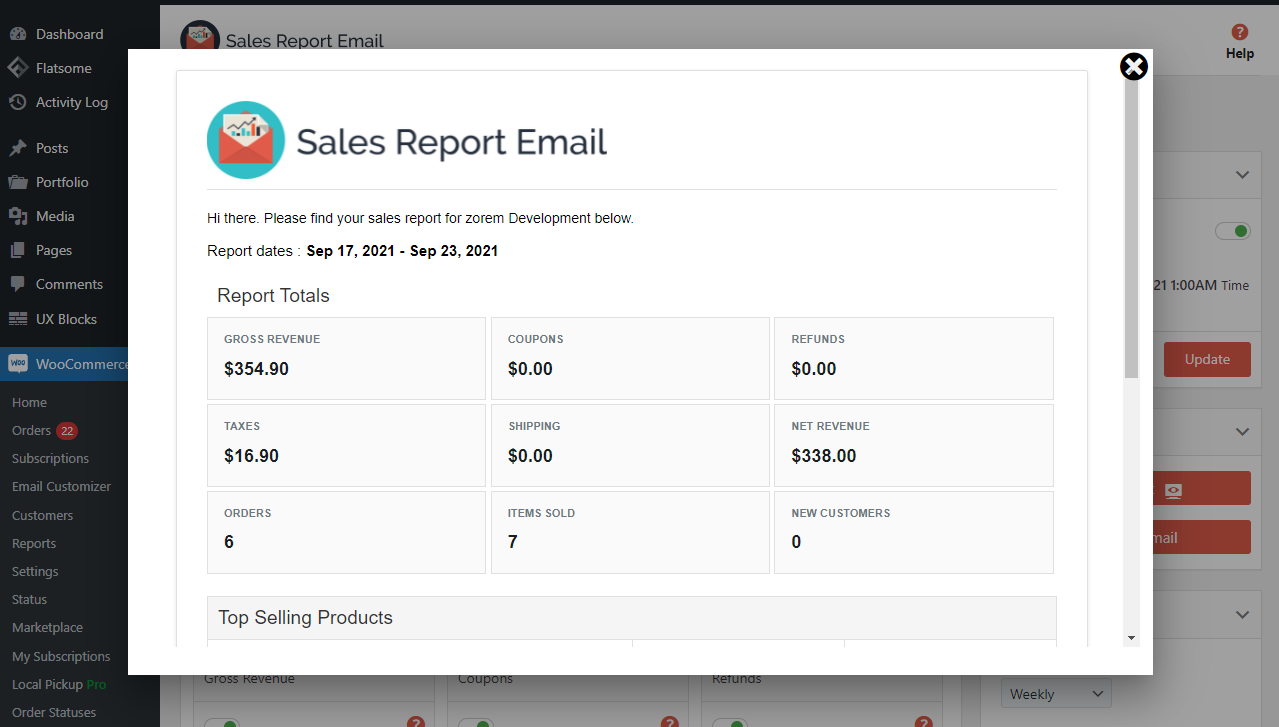 Dashboard
Flatsome
Activity Log
Posts
Portfolio
Media
Pages
Comments
UX Blocks
WooCommerce
Home
Orders 22
Subscriptions
Email Customizer
Customers
Reports
Settings
Status
Marketplace
My Subscriptions
Local Pickup Pro
Order Statuses
Sales Report Email
?
Help
Sales Report Email
Hi there. Please find your sales report for zorem Development below.
Report dates : Sep 17, 2021 - Sep 23, 2021
Report Totals
GROSS REVENUE
$354.90
COUPONS
$0.00
REFUNDS
$0.00
TAXES
$16.90
SHIPPING
$0.00
NET REVENUE
$338.00
ORDERS
6
ITEMS SOLD
7
NEW CUSTOMERS
0
Top Selling Products
21 1:00AM Time
Update
mail
Gross Revenue
Coupons
Refunds
?
?
?
Weekly